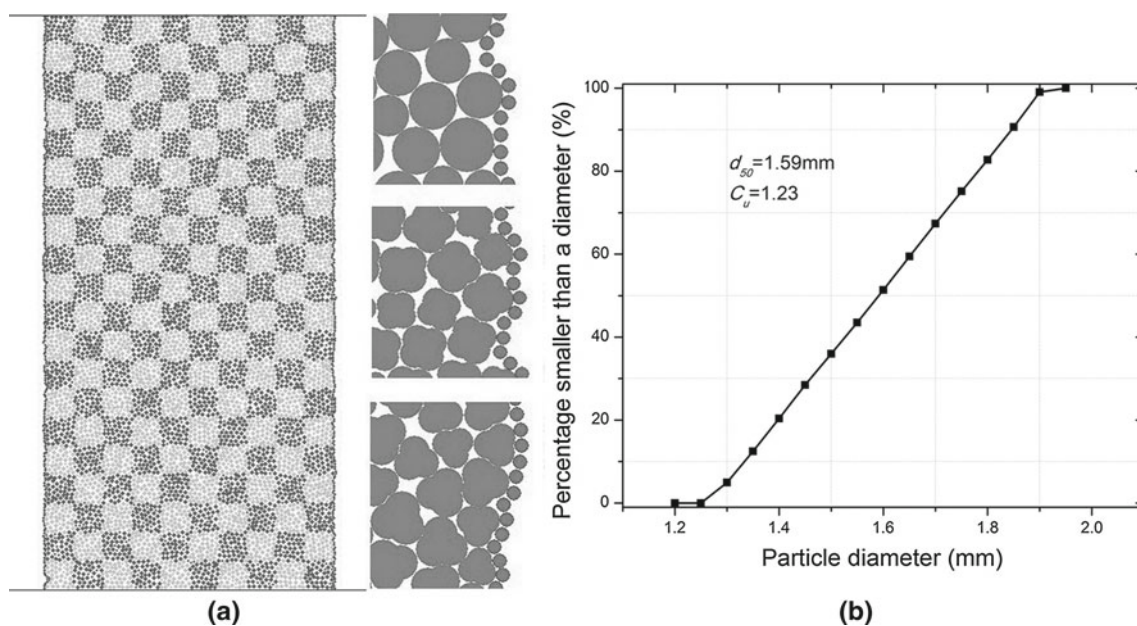 (a)
Percentage smaller than a diameter (%)
100
80
60
40
20
0
d50=1.59mm
Cu=1.23
1.2 1.4 1.6 1.8 2.0
Particle diameter (mm)
(b)